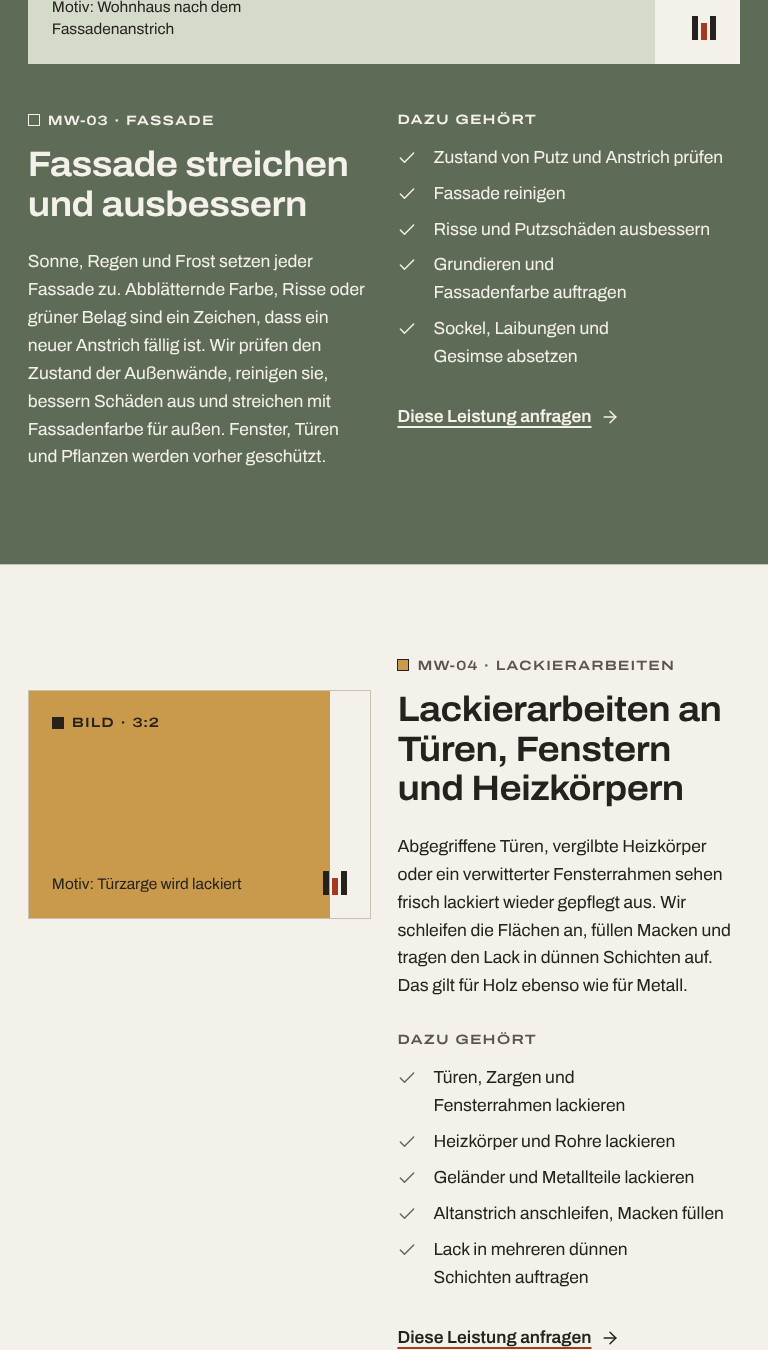 Motiv: Wohnhaus nach dem
Fassadenanstrich
MW-03 · FASSADE
Fassade streichen
und ausbessern
Sonne, Regen und Frost setzen jeder
Fassade zu. Abblätternde Farbe, Risse oder
grüner Belag sind ein Zeichen, dass ein
neuer Anstrich fällig ist. Wir prüfen den
Zustand der Außenwände, reinigen sie,
bessern Schäden aus und streichen mit
Fassadenfarbe für außen. Fenster, Türen
und Pflanzen werden vorher geschützt.
DAZU GEHÖRT
Zustand von Putz und Anstrich prüfen
Fassade reinigen
Risse und Putzschäden ausbessern
Grundieren und
Fassadenfarbe auftragen
Sockel, Laibungen und
Gesimse absetzen
Diese Leistung anfragen
BILD · 3:2
Motiv: Türzarge wird lackiert
MW-04 · LACKIERARBEITEN
Lackierarbeiten an
Türen, Fenstern
und Heizkörpern
Abgegriffene Türen, vergilbte Heizkörper
oder ein verwitterter Fensterrahmen sehen
frisch lackiert wieder gepflegt aus. Wir
schleifen die Flächen an, füllen Macken und
tragen den Lack in dünnen Schichten auf.
Das gilt für Holz ebenso wie für Metall.
DAZU GEHÖRT
Türen, Zargen und
Fensterrahmen lackieren
Heizkörper und Rohre lackieren
Geländer und Metallteile lackieren
Altanstrich anschleifen, Macken füllen
Lack in mehreren dünnen
Schichten auftragen
Diese Leistung anfragen